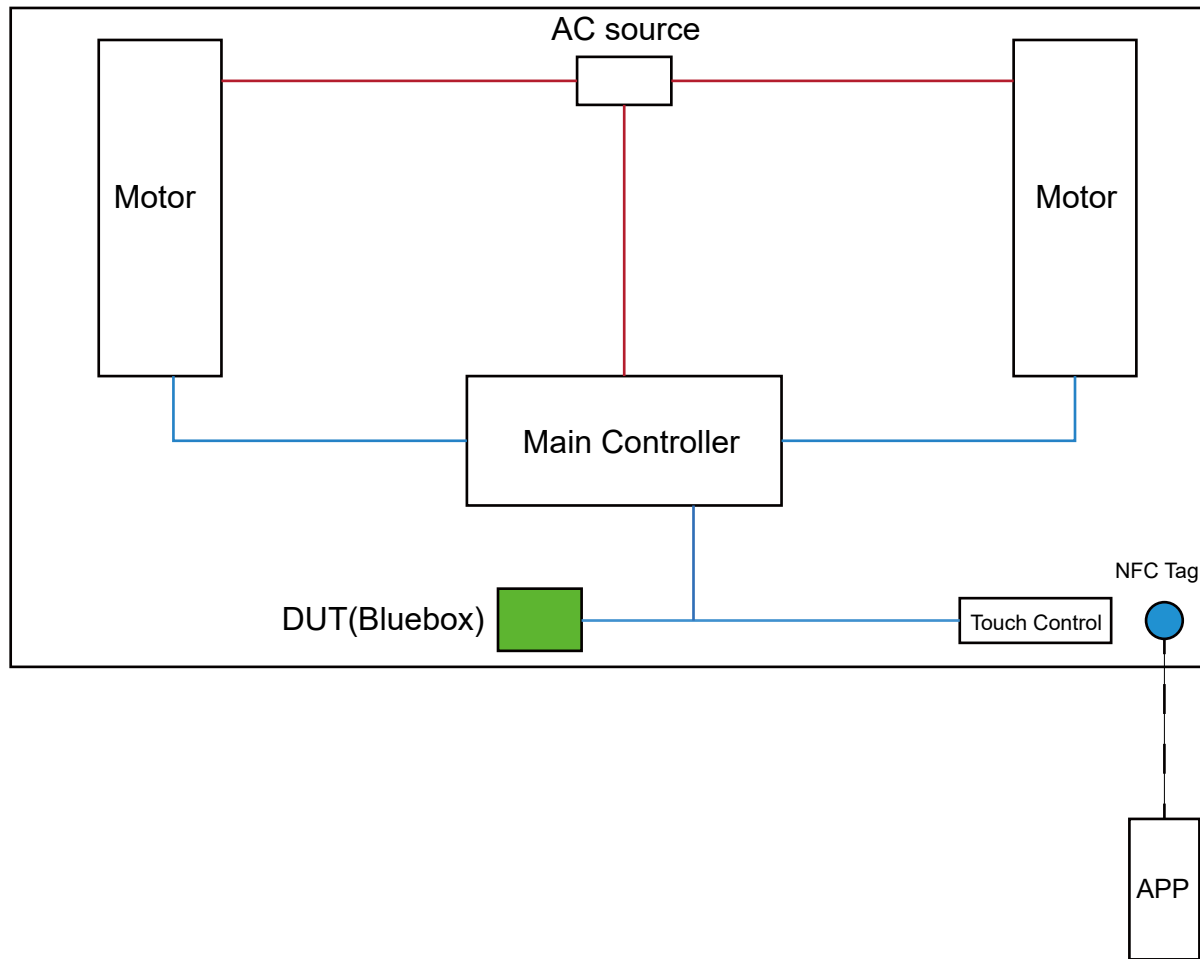 AC source
Motor
Motor
Main Controller
NFC Tag
DUT(Bluebox)
Touch Control
APP